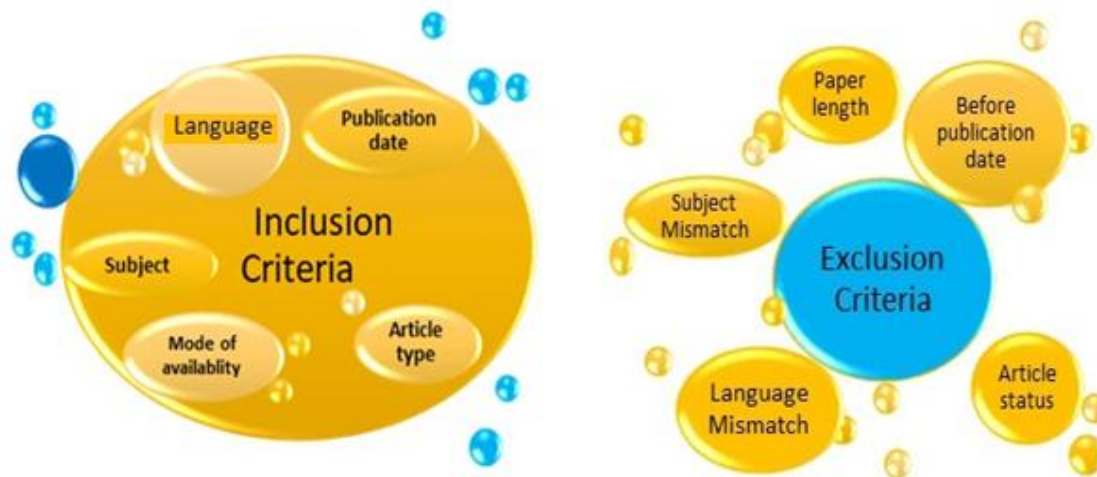 Language
Publication
date
Inclusion
Criteria
Subject
Mode of
availablity
Article
type
Paper
length
Before
publication
date
Subject
Mismatch
Exclusion
Criteria
Language
Mismatch
Article
status